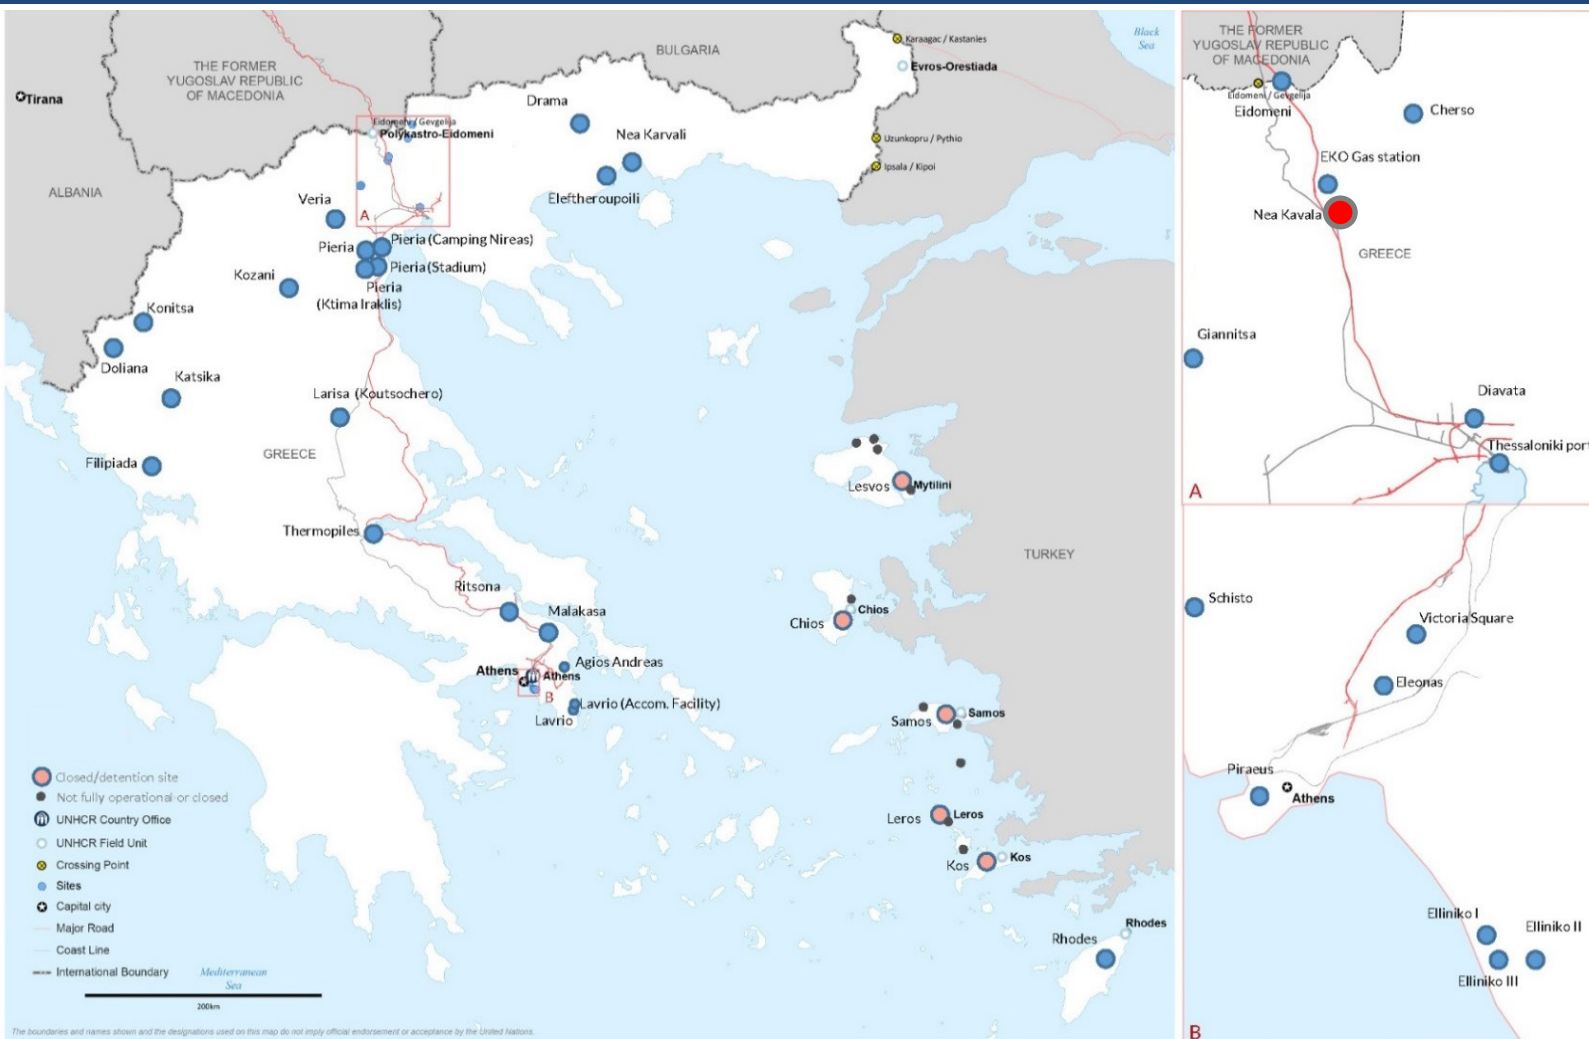 Black
Sea
BULGARIA
THE FORMER
YUGOSLAV REPUBLIC
OF MACEDONIA
Tirana
ALBANIA
Karaagac / Kastanies
Evros-Orestiada
Uzunkopru / Pythio
Ipsala / Kipoi
Drama
Nea Karvali
Eleftheroupoili
Eidomeni / Gevgelija
Polykastro-Eidomeni
A
Veria
Pieria
Pieria (Camping Nireas)
Pieria (Stadium)
Pieria
(Ktima Iraklis)
Kozani
Konitsa
Doliana
Katsika
Larisa (Koutsochero)
GREECE
Filipiada
Thermopiles
Ritsona
Malakasa
Agios Andreas
Athens
Athens
B
Lavrio (Accom. Facility)
Lavrio
Lesvos
Mytilini
TURKEY
Chios
Chios
Samos
Samos
Leros
Leros
Kos
Kos
Rhodes
Rhodes
Closed/detention site
Not fully operational or closed
UNHCR Country Office
UNHCR Field Unit
Crossing Point
Sites
Capital city
Major Road
Coast Line
International Boundary
Mediterranean
Sea
200km
The boundaries and names shown and the designations used on this map do not imply official endorsement or acceptance by the United Nations.
THE FORMER
YUGOSLAV REPUBLIC
OF MACEDONIA
Eidomeni / Gevgelija
Eidomeni
Cherso
EKO Gas station
Nea Kavala
GREECE
Giannitsa
Diavata
Thessaloniki port
A
Schisto
Victoria Square
Eleonas
Piraeus
Athens
Elliniko I
Elliniko II
Elliniko III
B